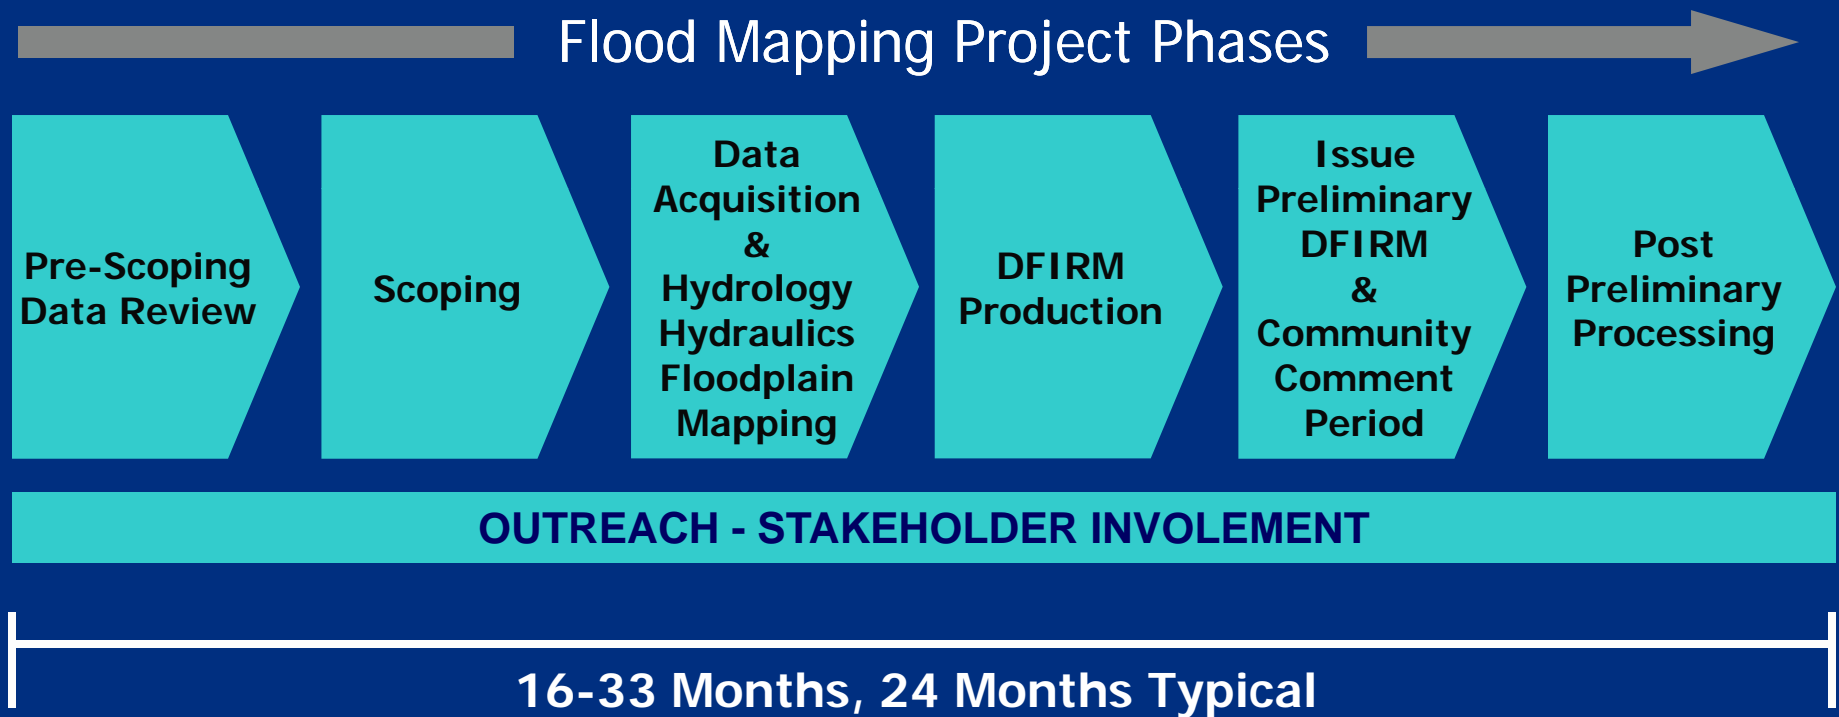 Flood Mapping Project Phases
Pre-Scoping
Data Review
Scoping
Data
Acquisition
&
Hydrology
Hydraulics
Floodplain
Mapping
DFIRM
Production
Issue
Preliminary
DFIRM
&
Community
Comment
Period
Post
Preliminary
Processing
OUTREACH - STAKEHOLDER INVOLEMENT
16-33 Months, 24 Months Typical